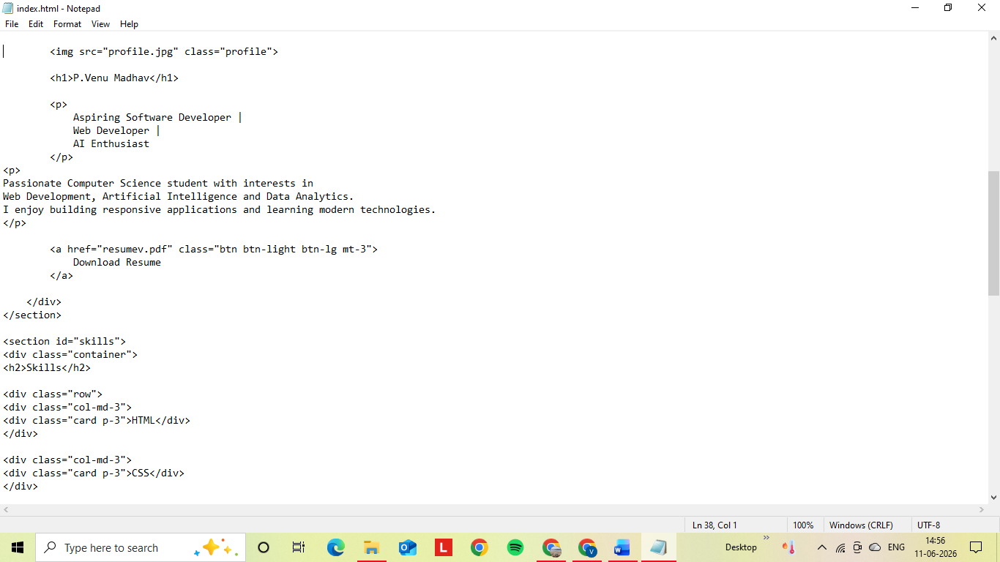 index.html - Notepad
File Edit Format View Help
<img src="profile.jpg" class="profile">
<h1>P.Venu Madhav</h1>
<p>
Aspiring Software Developer |
Web Developer |
AI Enthusiast
</p>
<p>
Passionate Computer Science student with interests in
Web Development, Artificial Intelligence and Data Analytics.
I enjoy building responsive applications and learning modern technologies.
</p>
<a href="resumev.pdf" class="btn btn-light btn-lg mt-3">
Download Resume
</a>
</div>
</section>
<section id="skills">
<div class="container">
<h2>Skills</h2>
<div class="row">
<div class="col-md-3">
<div class="card p-3">HTML</div>
</div>
<div class="col-md-3">
<div class="card p-3">CSS</div>
</div>
Ln 38, Col 1 100% Windows (CRLF) UTF-8
Type here to search L V W Desktop ENG 14:56
11-06-2026